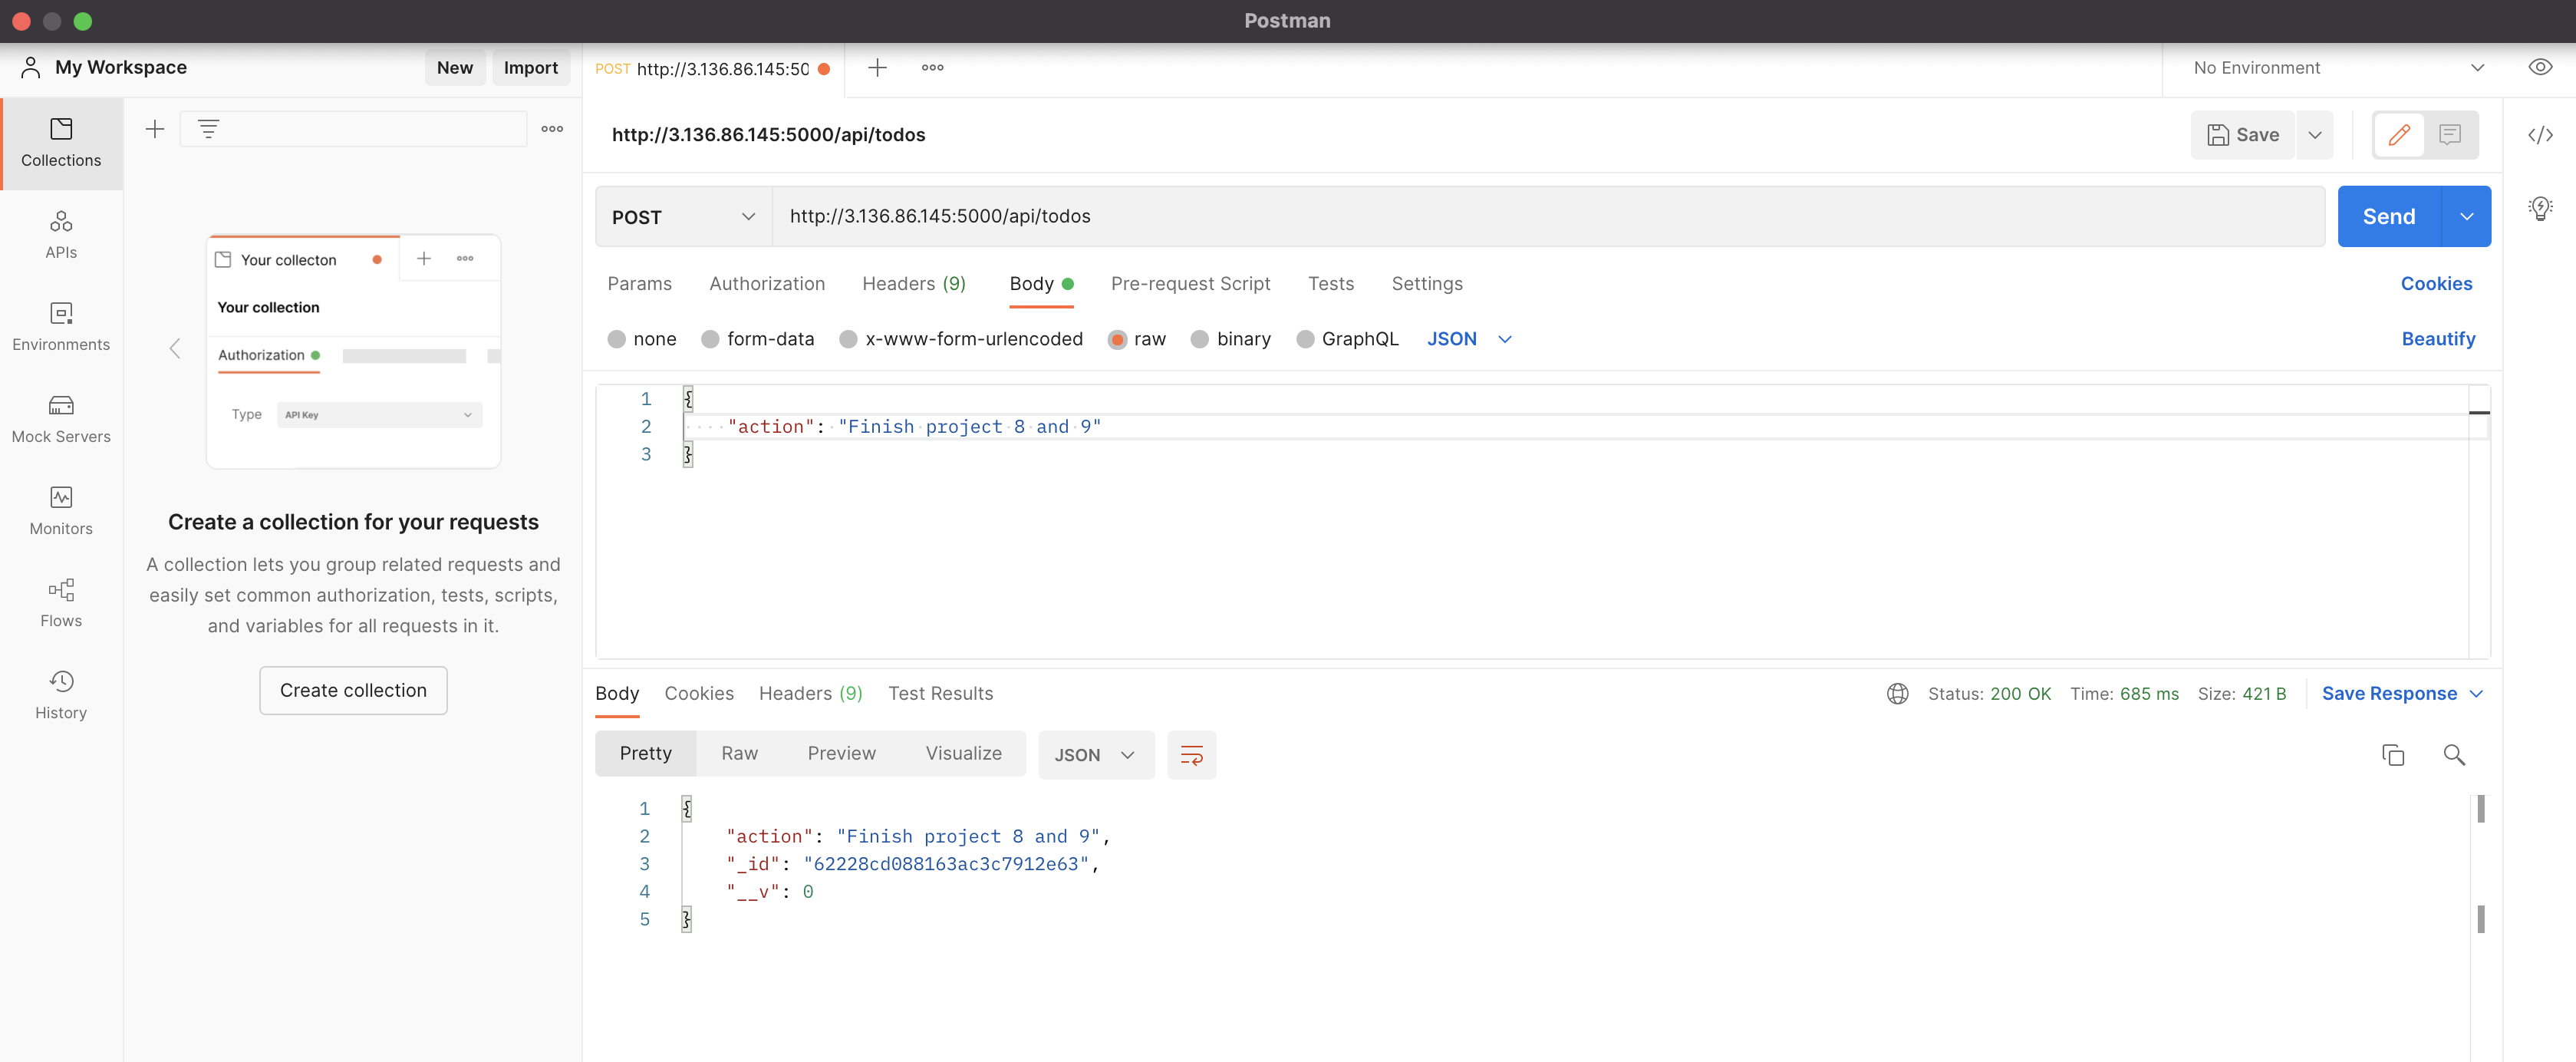 Postman
My Workspace
New
Import
POST http://3.136.86.145:50
No Environment
Collections
APIs
Environments
Mock Servers
Monitors
Flows
History
Your collecton
Your collection
Authorization
Type
API Key
Create a collection for your requests
A collection lets you group related requests and
easily set common authorization, tests, scripts,
and variables for all requests in it.
Create collection
http://3.136.86.145:5000/api/todos
Save
POST
http://3.136.86.145:5000/api/todos
Send
Params Authorization Headers (9) Body Pre-request Script Tests Settings Cookies
none form-data x-www-form-urlencoded raw binary GraphQL JSON Beautify
1 {
2 "action": "Finish project 8 and 9"
3 }
Body Cookies Headers (9) Test Results Status: 200 OK Time: 685 ms Size: 421 B Save Response
Pretty Raw Preview Visualize JSON
1 {
2 "action": "Finish project 8 and 9",
3 "_id": "62228cd088163ac3c7912e63",
4 "__v": 0
5 }